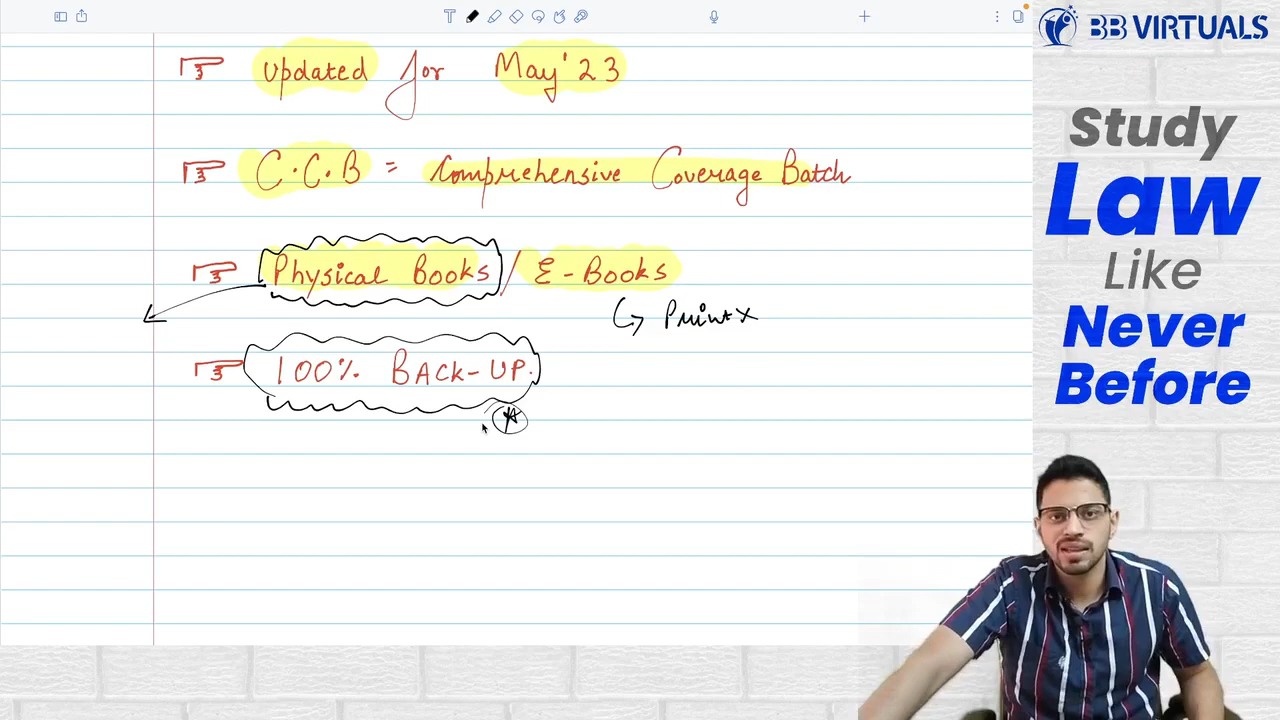 BB VIRTUALS
Updated for May'23
C.C.B = Comprehensive Coverage Batch
Physical Books / E-Books
Print X
100% BACK-UP.
Study
Law
Like
Never
Before